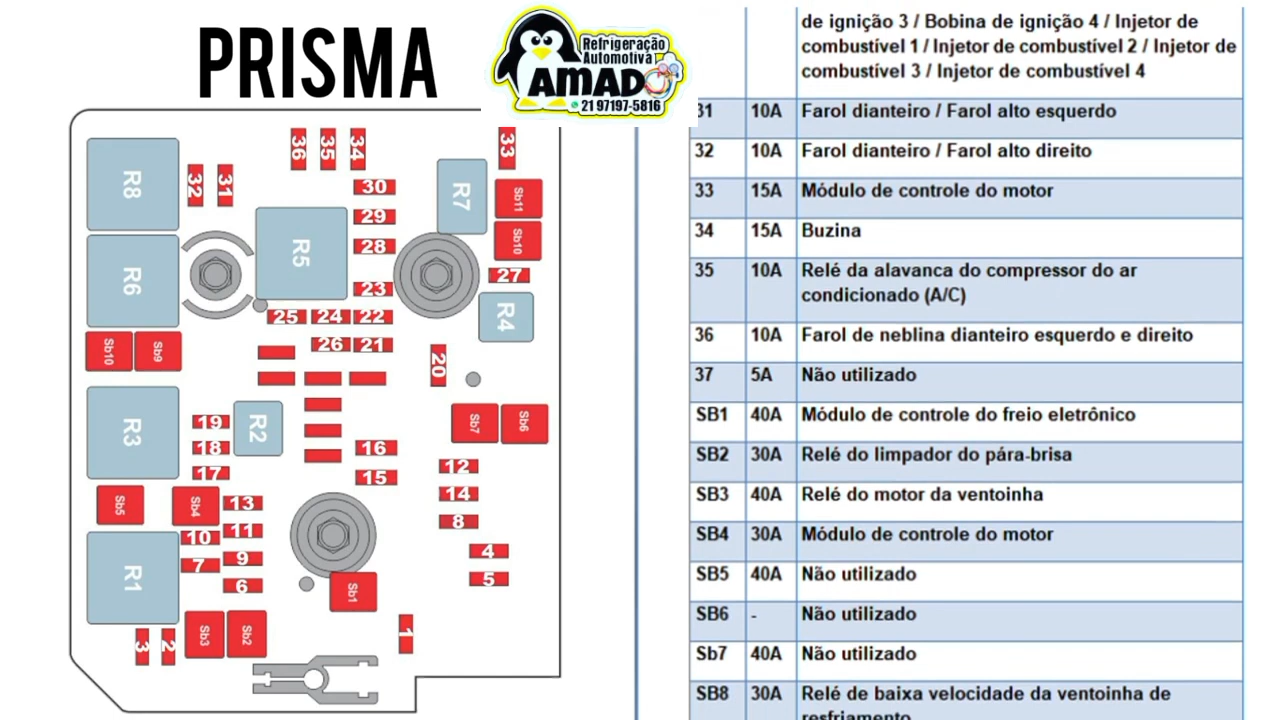 PRISMA
Refrigeração
Automotiva
AMADO
21 97197-5816
R8
32
31
36
35
34
33
30
29
28
23
R7
Sb11
Sb10
27
R6
R5
R4
25
24
22
26
21
20
Sb10
Sb9
R3
19
18
17
R2
16
15
Sb7
Sb6
12
14
8
4
5
Sb5
Sb4
13
11
10
9
7
6
R1
Sb1
3
2
Sb3
Sb2
1
de ignição 3 / Bobina de ignição 4 / Injetor de
combustível 1 / Injetor de combustível 2 / Injetor de
combustível 3 / Injetor de combustível 4
31 10A Farol dianteiro / Farol alto esquerdo
32 10A Farol dianteiro / Farol alto direito
33 15A Módulo de controle do motor
34 15A Buzina
35 10A Relé da alavanca do compressor do ar
condicionado (A/C)
36 10A Farol de neblina dianteiro esquerdo e direito
37 5A Não utilizado
SB1 40A Módulo de controle do freio eletrônico
SB2 30A Relé do limpador do pára-brisa
SB3 40A Relé do motor da ventoinha
SB4 30A Módulo de controle do motor
SB5 40A Não utilizado
SB6 - Não utilizado
Sb7 40A Não utilizado
SB8 30A Relé de baixa velocidade da ventoinha de
resfriamento